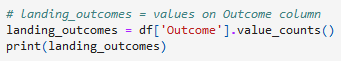 # landing_outcomes = values on Outcome column
landing_outcomes = df['Outcome'].value_counts()
print(landing_outcomes)